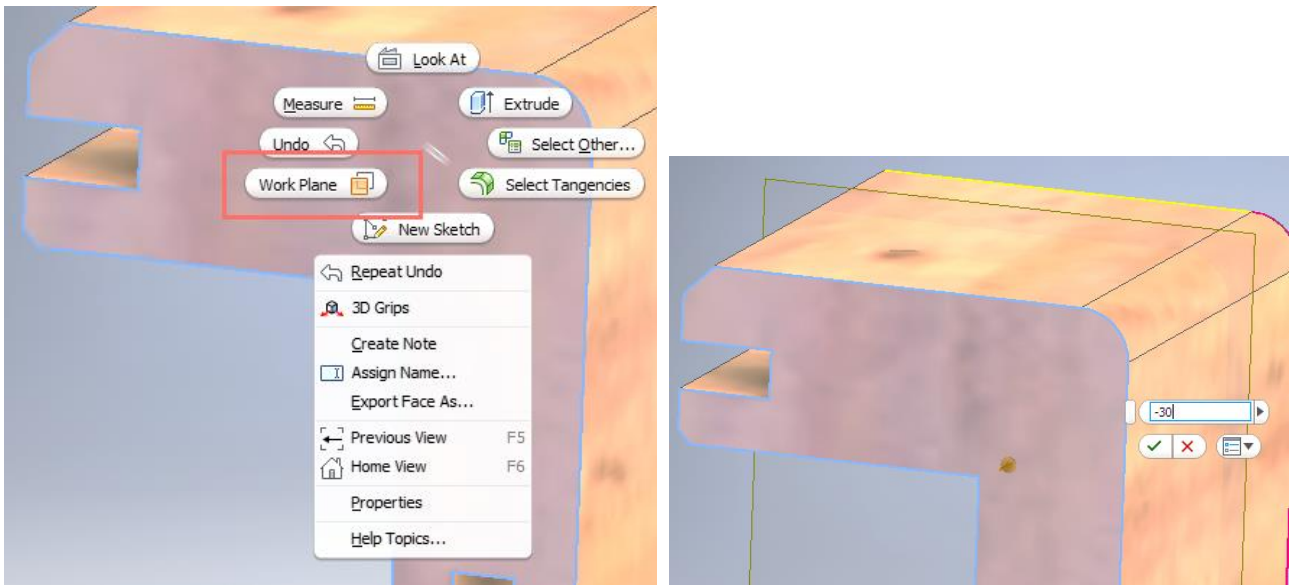 Look At
Measure
Extrude
Undo
Select Other...
Work Plane
Select Tangencies
New Sketch
Repeat Undo
3D Grips
Create Note
Assign Name...
Export Face As...
Previous View F5
Home View F6
Properties
Help Topics...
-30